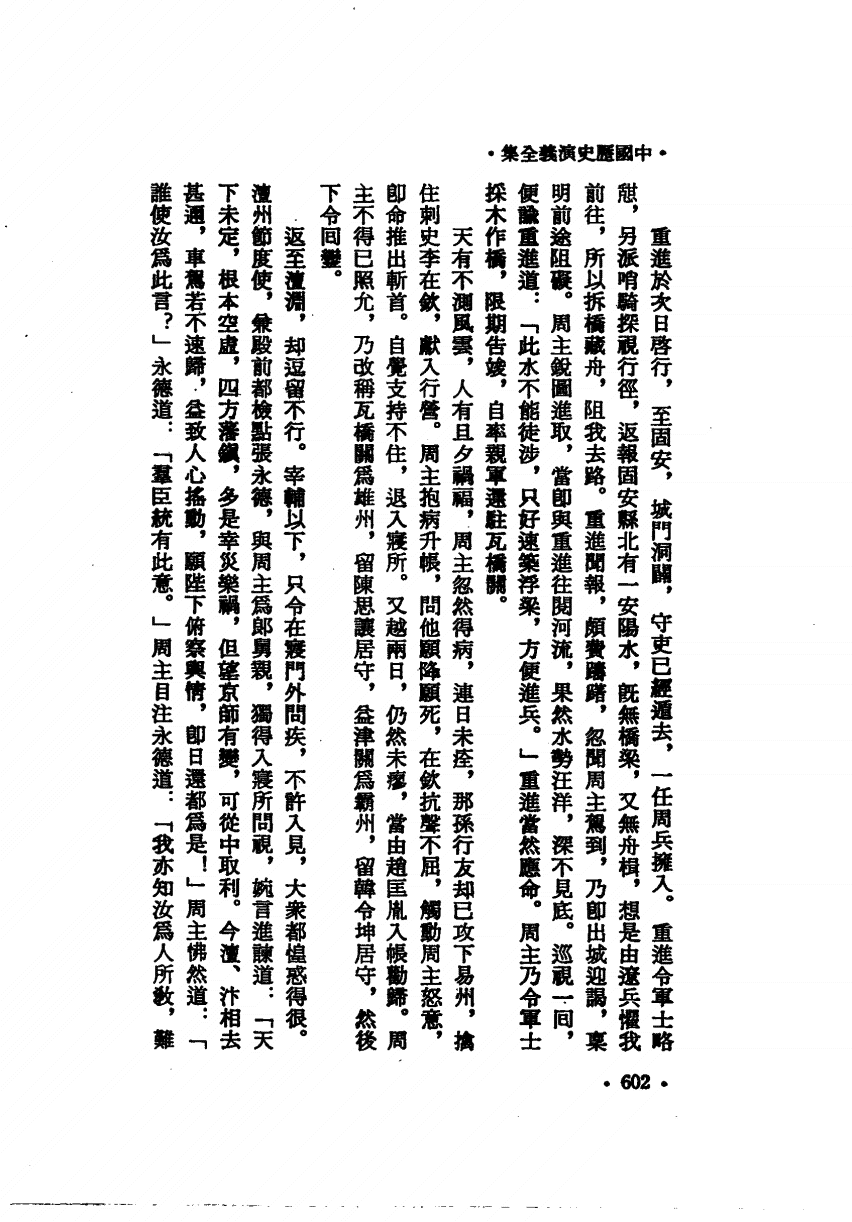 •中國歷史演義全集•
重進於次日啓行，至固安，城門洞闢，守吏已經遁去，一任周兵擁入。重進令軍士略
憩，另派哨騎探視行徑，返報固安縣北有一安陽水，旣無橋梁，又無舟楫，想是由遼兵懼我
前往，所以拆橋藏舟，阻我去路。重進聞報，頗費躊躇，忽聞周主駕到，乃卽出城迎謁，稟
明前途阻礙。周主銳圖進取，當卽與重進往閱河流，果然水勢汪洋，深不見底。巡視一回，
便諭重進道：「此水不能徒涉，只好速築浮梁，方便進兵。」重進當然應命。周主乃令軍士
採木作橋，限期告竣，自率親軍還駐瓦橋關。
天有不測風雲，人有旦夕禍福，周主忽然得病，連日未痊，那孫行友却已攻下易州，擒
住刺史李在欽，獻入行營。周主抱病升帳，問他願降願死，在欽抗聲不屈，觸動周主怒意，
卽命推出斬首。自覺支持不住，退入寢所。又越兩日，仍然未瘳，當由趙匡胤入帳勸歸。周
主不得已照允，乃改稱瓦橋關爲雄州，留陳思讓居守，益津關爲霸州，留韓令坤居守，然後
下令回鑾。
返至澶淵，却逗留不行。宰輔以下，只令在寢門外問疾，不許入見，大衆都惶惑得很。
澶州節度使，兼殿前都檢點張永德，與周主爲郎舅親，獨得入寢所問視，婉言進諫道：「天
下未定，根本空虛，四方藩鎭，多是幸災樂禍，但望京師有變，可從中取利。今澶、汴相去
甚邇，車駕若不速歸，益致人心搖動，願陛下俯察輿情，卽日還都爲是！」周主怫然道：「
誰使汝爲此言？」永德道：「羣臣統有此意。」周主目注永德道：「我亦知汝爲人所敎，難
•602•